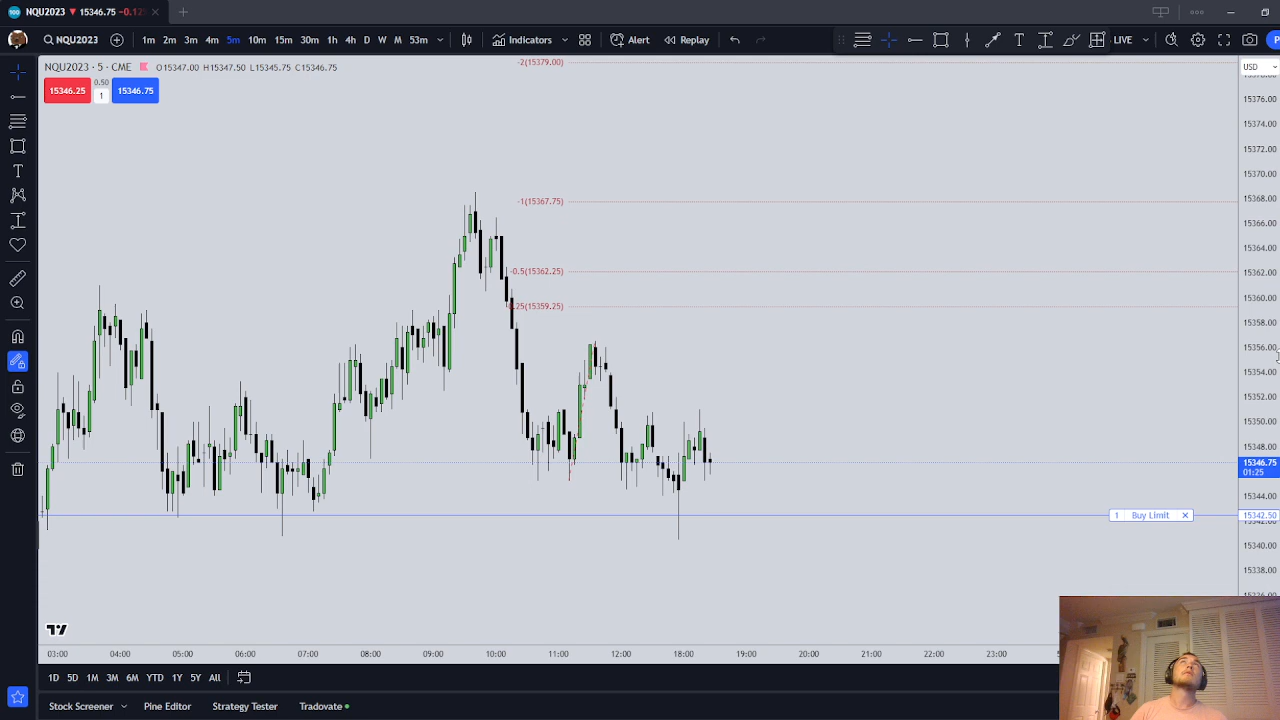 NQU2023 ▼ 15346.75 -0.12
NQU2023 1m 2m 3m 4m 5m 10m 15m 30m 1h 4h D W M 53m Indicators Alert Replay LIVE
NQU2023 · 5 · CME O15347.00 H15347.50 L15345.75 C15346.75
15346.25 0.50 1 15346.75
USD
-2(15379.00)
-1(15367.75)
-0.5(15362.25)
.25(15359.25)
15376.00
15374.00
15372.00
15370.00
15368.00
15366.00
15364.00
15362.00
15360.00
15358.00
15356.00
15354.00
15352.00
15350.00
15348.00
15346.75
01:25
15344.00
1 Buy Limit × 15342.50
15340.00
15338.00
03:00 04:00 05:00 06:00 07:00 08:00 09:00 10:00 11:00 12:00 18:00 19:00 20:00 21:00 22:00 23:00
1D 5D 1M 3M 6M YTD 1Y 5Y All
Stock Screener Pine Editor Strategy Tester Tradovate